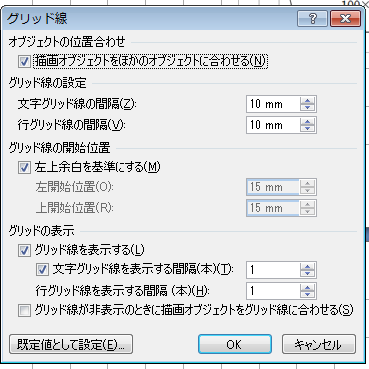 100%
グリッド線
オブジェクトの位置合わせ
描画オブジェクトをほかのオブジェクトに合わせる(N)
グリッド線の設定
文字グリッド線の間隔(Z): 10 mm
行グリッド線の間隔(V): 10 mm
グリッド線の開始位置
左上余白を基準にする(M)
左開始位置(O): 15 mm
上開始位置(R): 15 mm
グリッドの表示
グリッド線を表示する(L)
文字グリッド線を表示する間隔(本)(T): 1
行グリッド線を表示する間隔 (本)(H): 1
グリッド線が非表示のときに描画オブジェクトをグリッド線に合わせる(S)
既定値として設定(E)... OK キャンセル